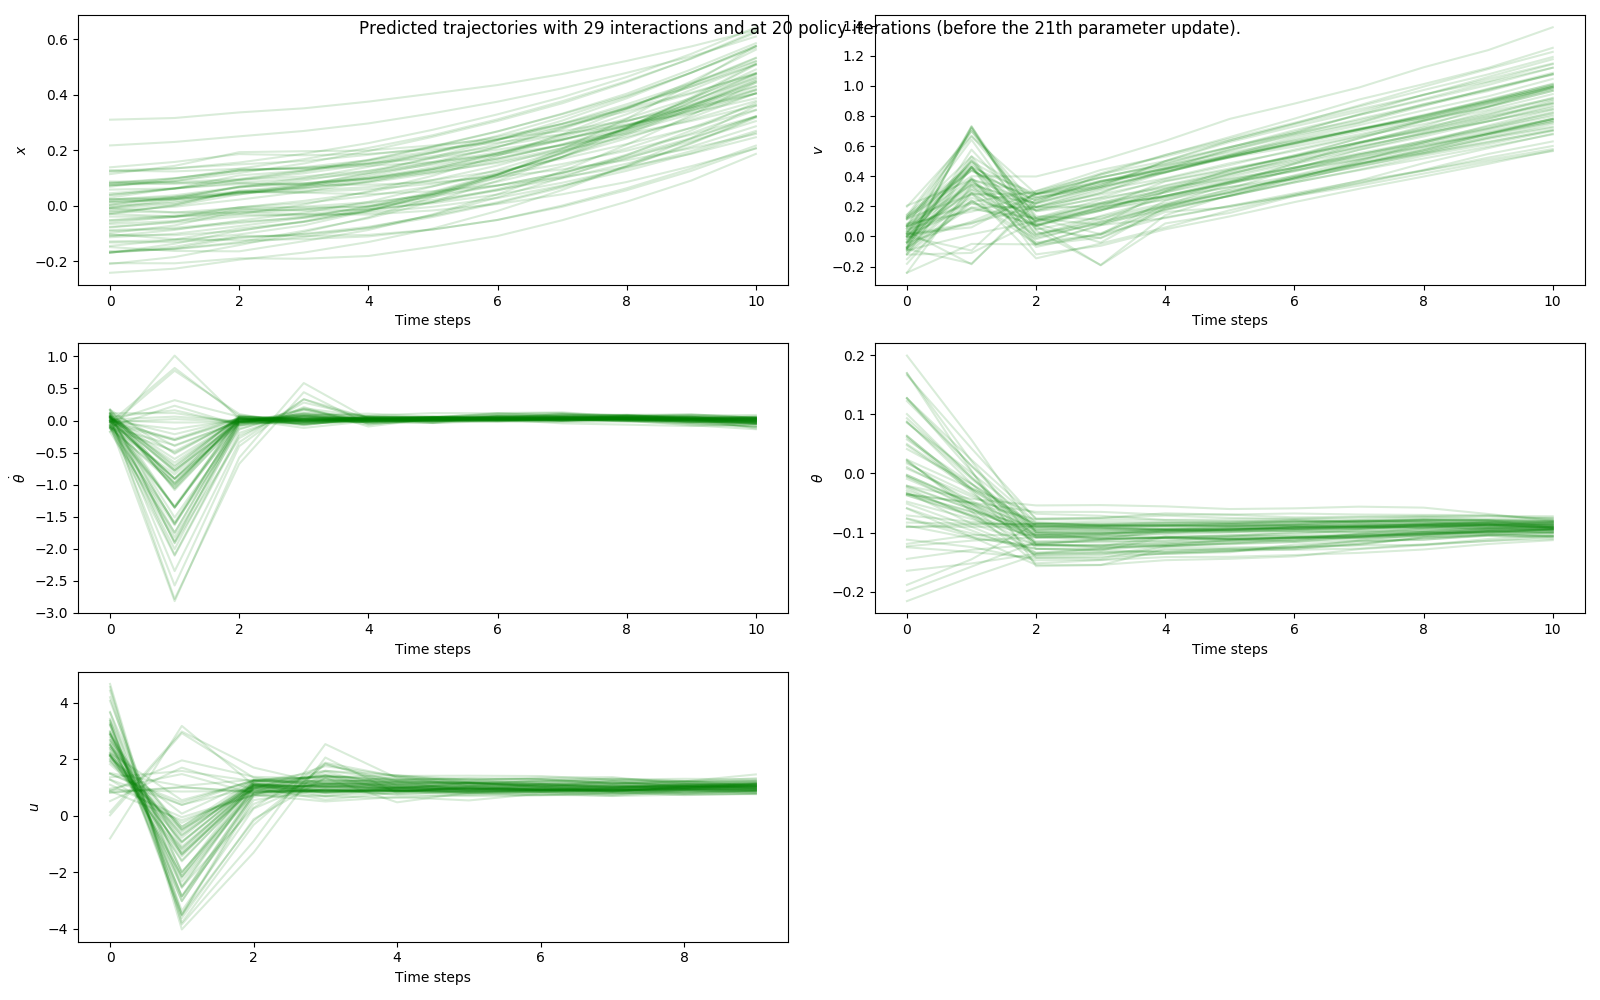 Predicted trajectories with 29 interactions and at 20 policy iterations (before the 21th parameter update).
0.6
0.4
0.2
0.0
−0.2
x
0 2 4 6 8 10
Time steps
1.4
1.2
1.0
0.8
0.6
0.4
0.2
0.0
−0.2
v
0 2 4 6 8 10
Time steps
1.0
0.5
0.0
−0.5
−1.0
−1.5
−2.0
−2.5
−3.0
θ̇
0 2 4 6 8 10
Time steps
0.2
0.1
0.0
−0.1
−0.2
θ
0 2 4 6 8 10
Time steps
4
2
0
−2
−4
u
0 2 4 6 8
Time steps